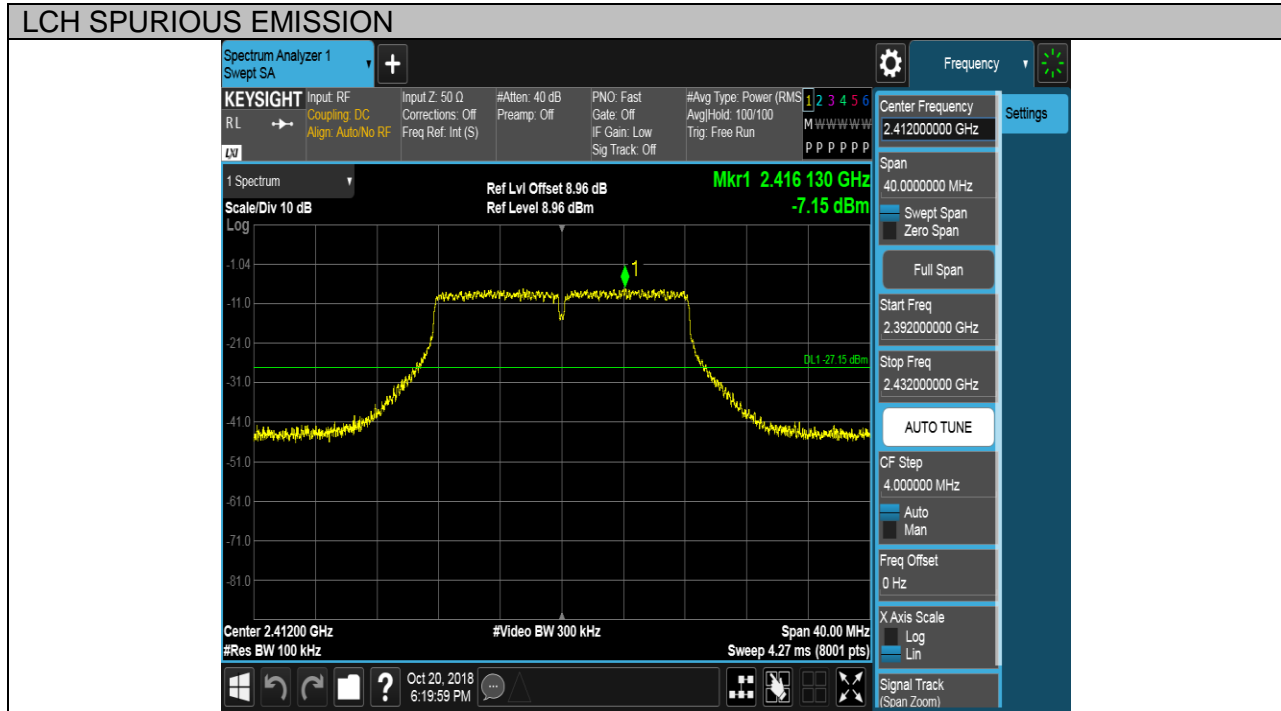 LCH SPURIOUS EMISSION
Spectrum Analyzer 1
Swept SA
+
Frequency
KEYSIGHT
RL
LXI
Input: RF
Coupling: DC
Align: Auto/No RF
Input Z: 50 Ω
Corrections: Off
Freq Ref: Int (S)
#Atten: 40 dB
Preamp: Off
PNO: Fast
Gate: Off
IF Gain: Low
Sig Track: Off
#Avg Type: Power (RMS
Avg|Hold: 100/100
Trig: Free Run
1 2 3 4 5 6
M W W W W W
P P P P P P
1 Spectrum
Scale/Div 10 dB
Ref Lvl Offset 8.96 dB
Ref Level 8.96 dBm
Mkr1 2.416 130 GHz
-7.15 dBm
Log
-1.04
-11.0
-21.0
-31.0
-41.0
-51.0
-61.0
-71.0
-81.0
1
DL1 -27.15 dBm
Center 2.41200 GHz
#Res BW 100 kHz
#Video BW 300 kHz
Span 40.00 MHz
Sweep 4.27 ms (8001 pts)
Center Frequency
2.412000000 GHz
Settings
Span
40.0000000 MHz
Swept Span
Zero Span
Full Span
Start Freq
2.392000000 GHz
Stop Freq
2.432000000 GHz
AUTO TUNE
CF Step
4.000000 MHz
Auto
Man
Freq Offset
0 Hz
X Axis Scale
Log
Lin
Signal Track
(Span Zoom)
?
Oct 20, 2018
6:19:59 PM